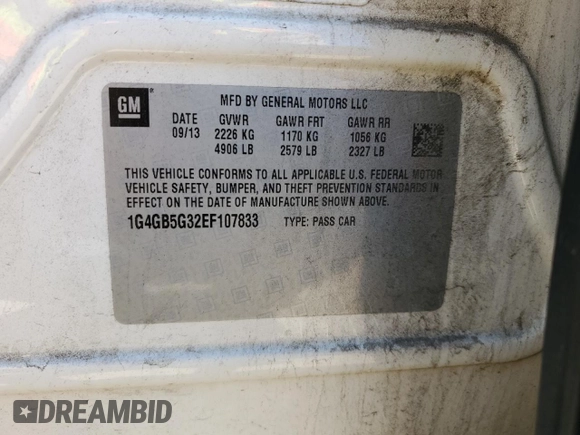 GM
MFD BY GENERAL MOTORS LLC
DATE GVWR GAWR FRT GAWR RR
09/13 2226 KG 1170 KG 1056 KG
4906 LB 2579 LB 2327 LB
THIS VEHICLE CONFORMS TO ALL APPLICABLE U.S. FEDERAL MOTOR
VEHICLE SAFETY, BUMPER, AND THEFT PREVENTION STANDARDS IN
EFFECT ON THE DATE OF MANUFACTURE SHOWN ABOVE.
1G4GB5G32EF107833 TYPE: PASS CAR
DREAMBID